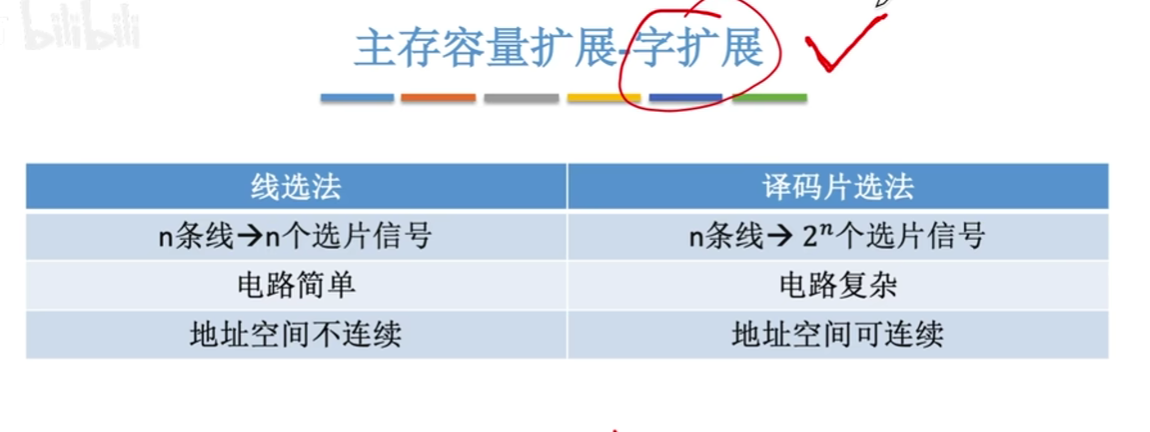 bilibili
主存容量扩展-字扩展
线选法 译码片选法
n条线→n个选片信号 n条线→ 2ⁿ个选片信号
电路简单 电路复杂
地址空间不连续 地址空间可连续